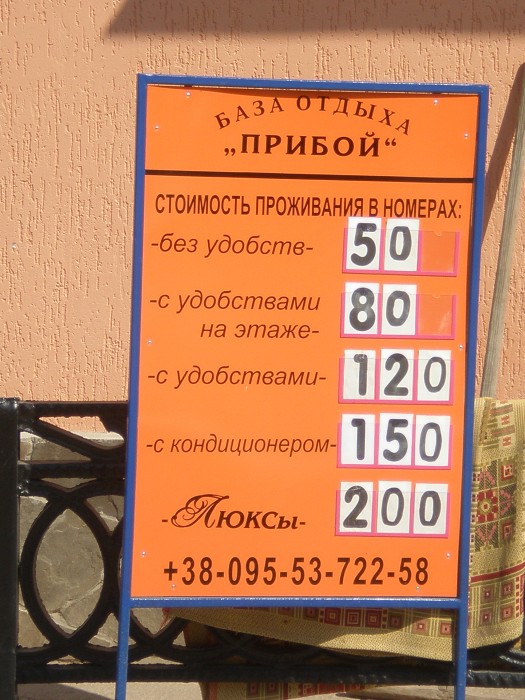 БАЗА ОТДЫХА
„ПРИБОЙ“
СТОИМОСТЬ ПРОЖИВАНИЯ В НОМЕРАХ:
-без удобств- 50
-с удобствами
на этаже- 80
-с удобствами- 120
-с кондиционером- 150
-Люксы- 200
+38-095-53-722-58